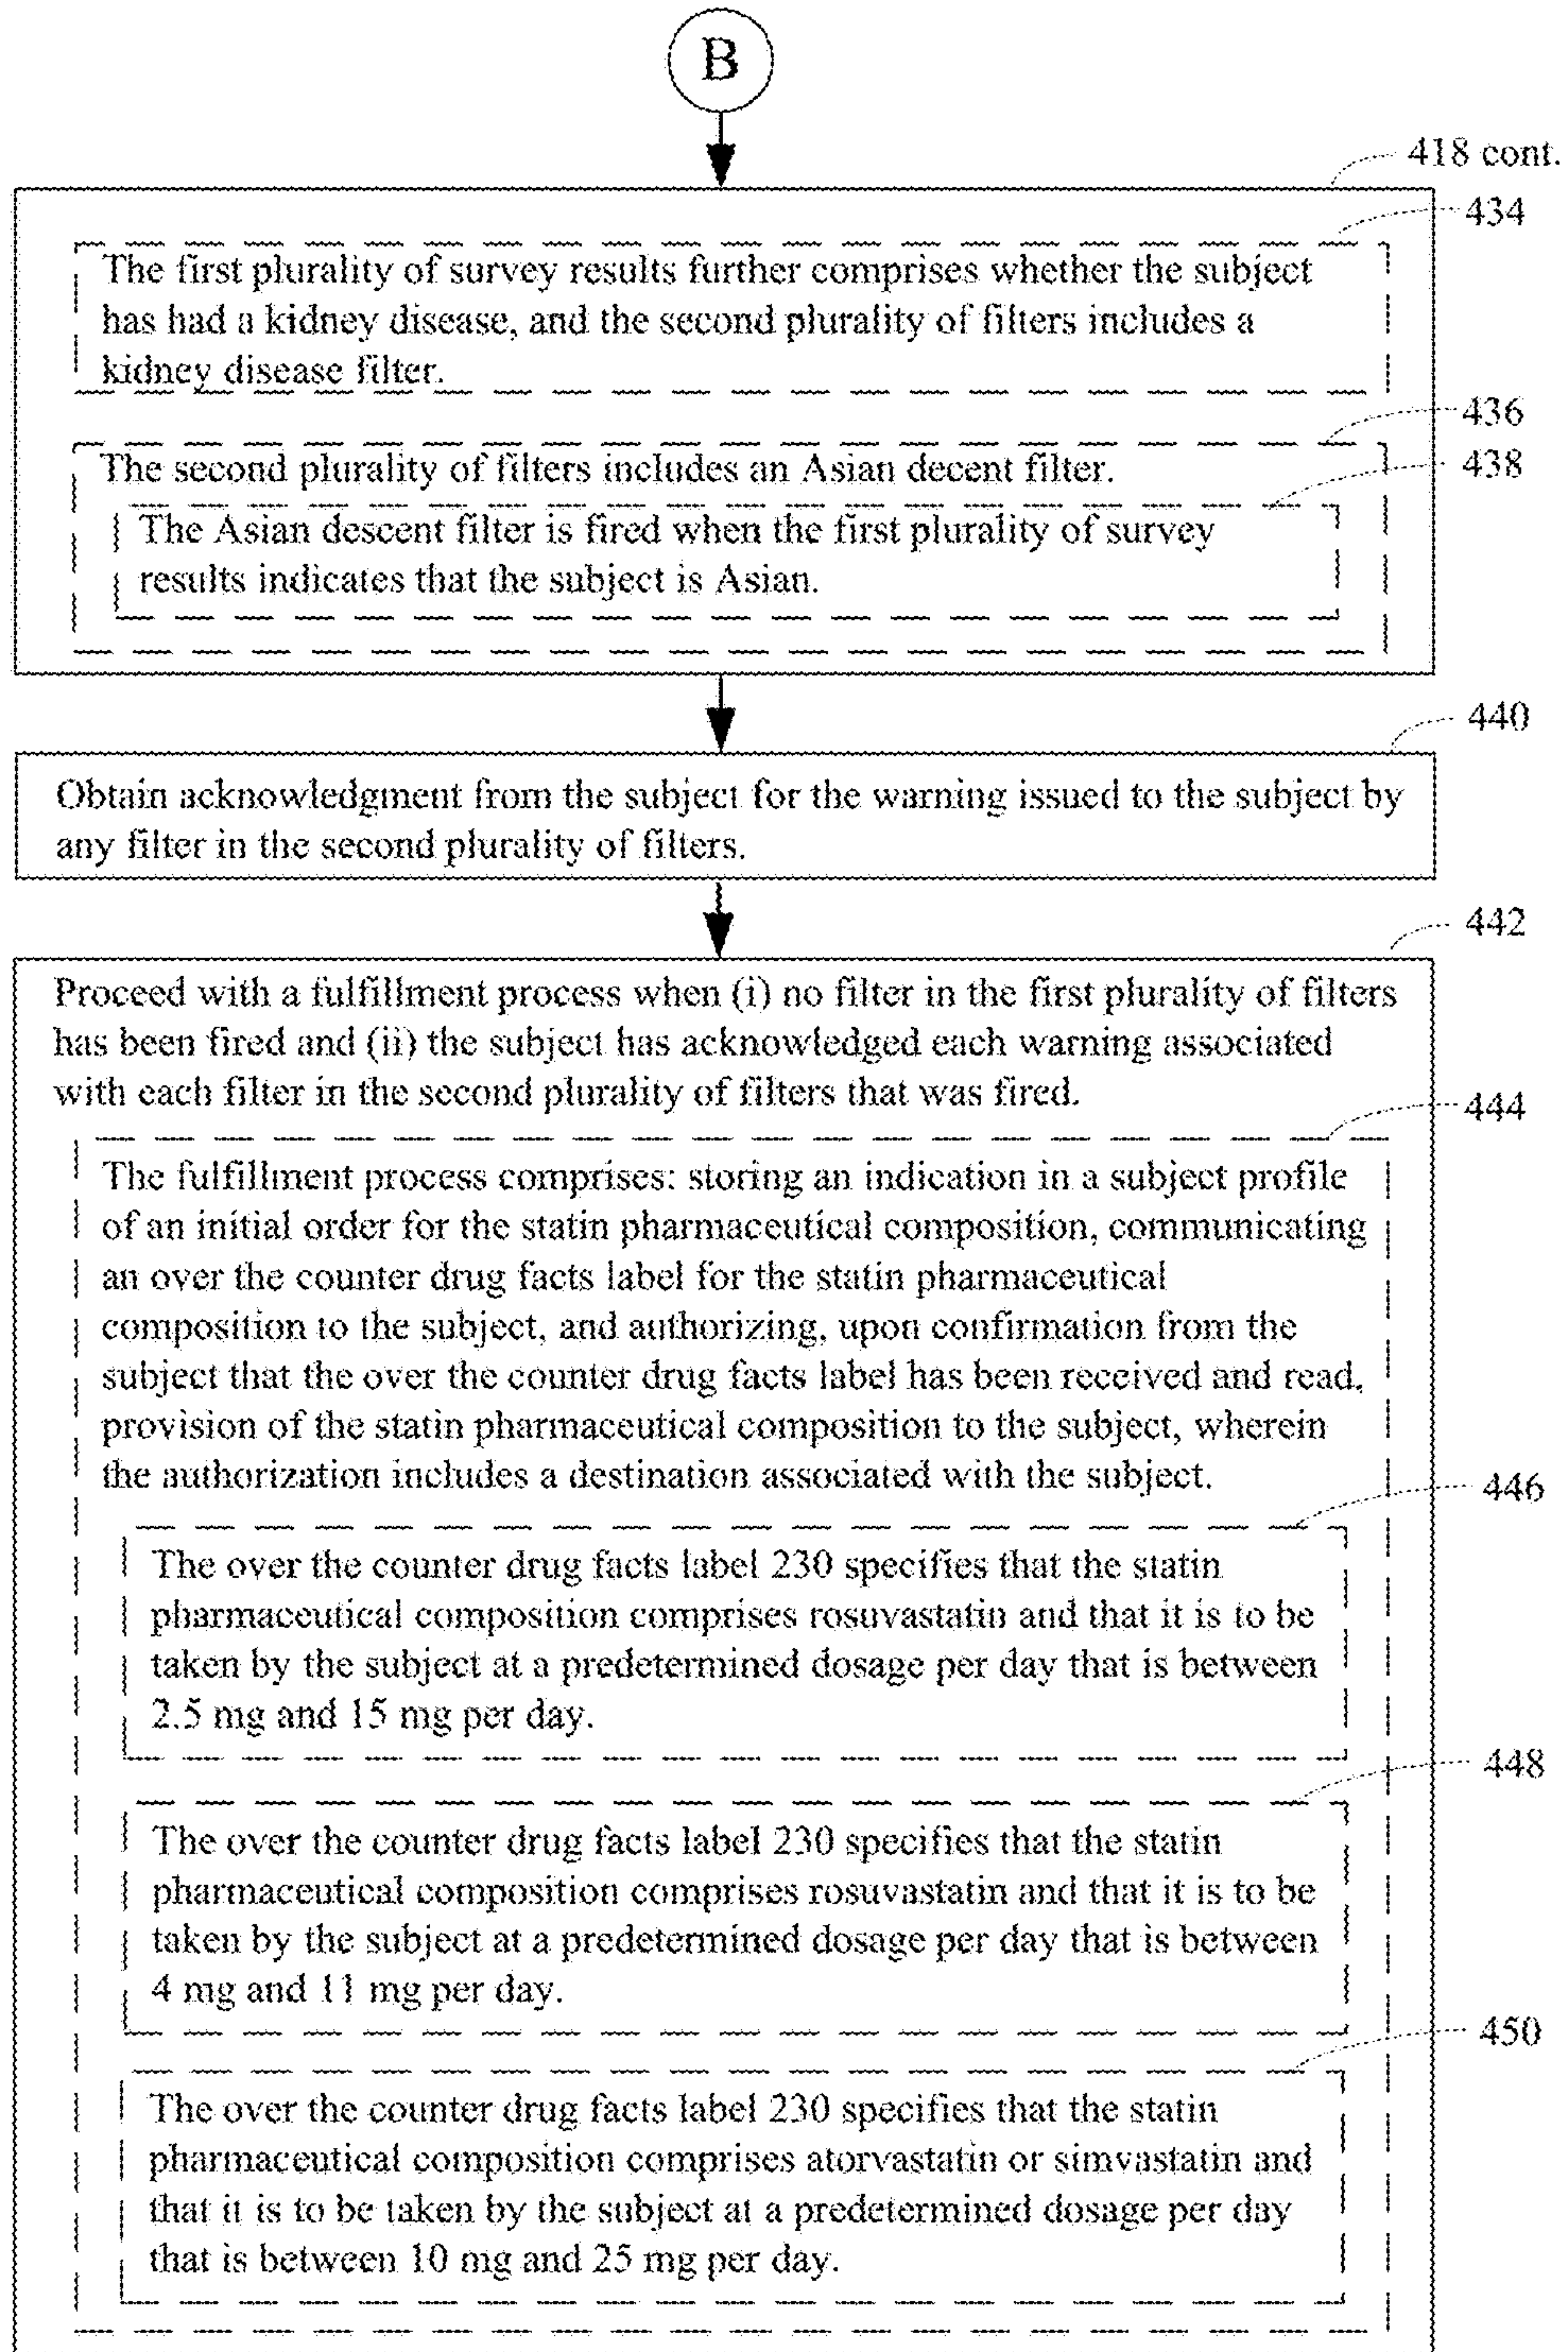 B
418 cont.
434
The first plurality of survey results further comprises whether the subject
has had a kidney disease, and the second plurality of filters includes a
kidney disease filter.
436
The second plurality of filters includes an Asian decent filter.
438
The Asian descent filter is fired when the first plurality of survey
results indicates that the subject is Asian.
440
Obtain acknowledgment from the subject for the warning issued to the subject by
any filter in the second plurality of filters.
442
Proceed with a fulfillment process when (i) no filter in the first plurality of filters
has been fired and (ii) the subject has acknowledged each warning associated
with each filter in the second plurality of filters that was fired.
444
The fulfillment process comprises: storing an indication in a subject profile
of an initial order for the statin pharmaceutical composition, communicating
an over the counter drug facts label for the statin pharmaceutical
composition to the subject, and authorizing, upon confirmation from the
subject that the over the counter drug facts label has been received and read,
provision of the statin pharmaceutical composition to the subject, wherein
the authorization includes a destination associated with the subject.
446
The over the counter drug facts label 230 specifies that the statin
pharmaceutical composition comprises rosuvastatin and that it is to be
taken by the subject at a predetermined dosage per day that is between
2.5 mg and 15 mg per day.
448
The over the counter drug facts label 230 specifies that the statin
pharmaceutical composition comprises rosuvastatin and that it is to be
taken by the subject at a predetermined dosage per day that is between
4 mg and 11 mg per day.
450
The over the counter drug facts label 230 specifies that the statin
pharmaceutical composition comprises atorvastatin or simvastatin and
that it is to be taken by the subject at a predetermined dosage per day
that is between 10 mg and 25 mg per day.